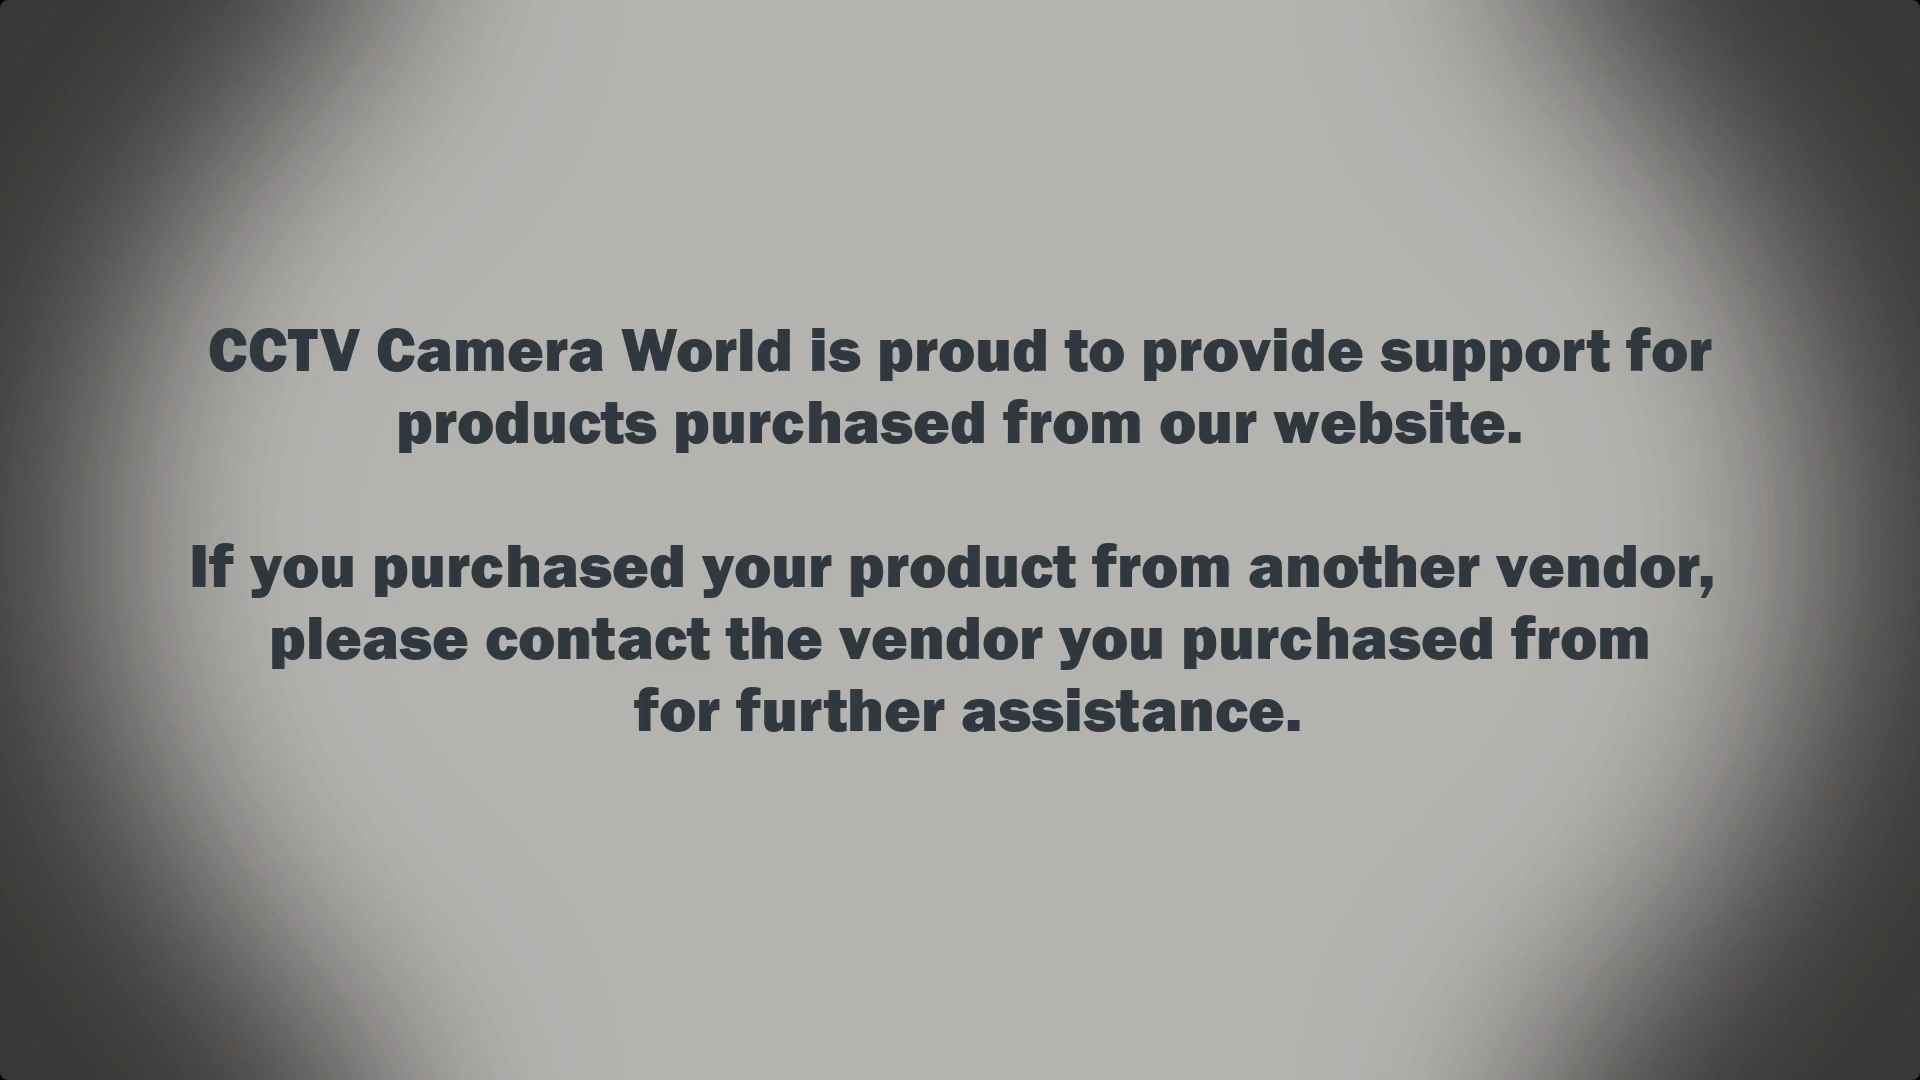 CCTV Camera World is proud to provide support for
products purchased from our website.
If you purchased your product from another vendor,
please contact the vendor you purchased from
for further assistance.